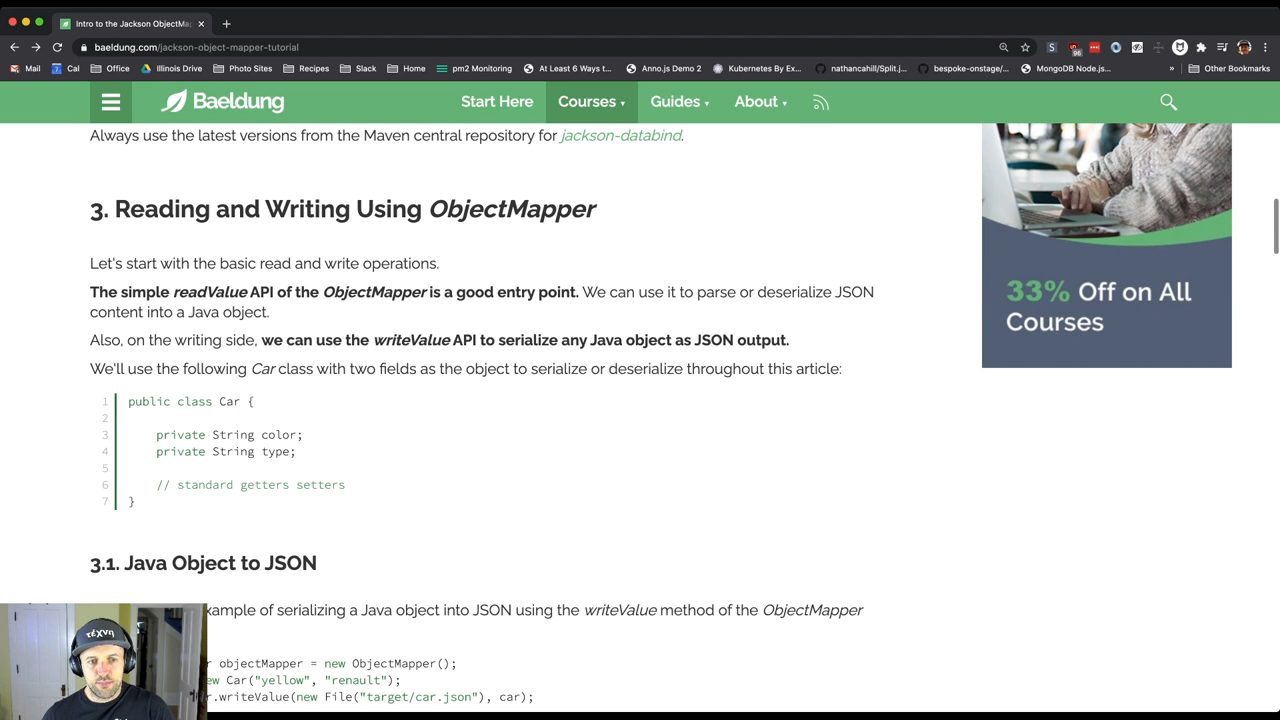 Intro to the Jackson ObjectMa
baeldung.com/jackson-object-mapper-tutorial
Mail Cal Office Illinois Drive Photo Sites Recipes Slack Home pm2 Monitoring At Least 6 Ways t... Anno.js Demo 2 Kubernetes By Ex... nathancahill/Split.j... bespoke-onstage/... MongoDB Node.js... » Other Bookmarks
Baeldung Start Here Courses Guides About
Always use the latest versions from the Maven central repository for jackson-databind.
3. Reading and Writing Using ObjectMapper
Let's start with the basic read and write operations.
The simple readValue API of the ObjectMapper is a good entry point. We can use it to parse or deserialize JSON
content into a Java object.
Also, on the writing side, we can use the writeValue API to serialize any Java object as JSON output.
We'll use the following Car class with two fields as the object to serialize or deserialize throughout this article:
1 public class Car {
2
3 private String color;
4 private String type;
5
6 // standard getters setters
7 }
33% Off on All
Courses
3.1. Java Object to JSON
ample of serializing a Java object into JSON using the writeValue method of the ObjectMapper
r objectMapper = new ObjectMapper();
ew Car("yellow", "renault");
r.writeValue(new File("target/car.json"), car);
τέχνη